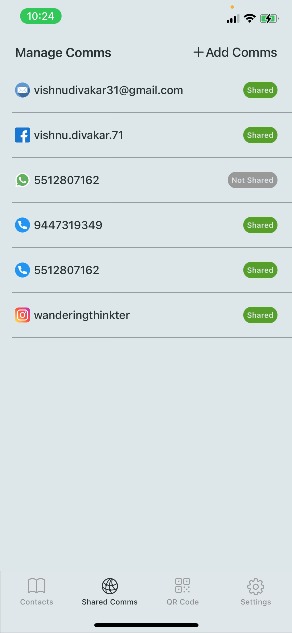 10:24
Manage Comms
+Add Comms
vishnudivakar31@gmail.com
Shared
vishnu.divakar.71
Shared
5512807162
Not Shared
9447319349
Shared
5512807162
Shared
wanderingthinkter
Shared
Contacts
Shared Comms
QR Code
Settings